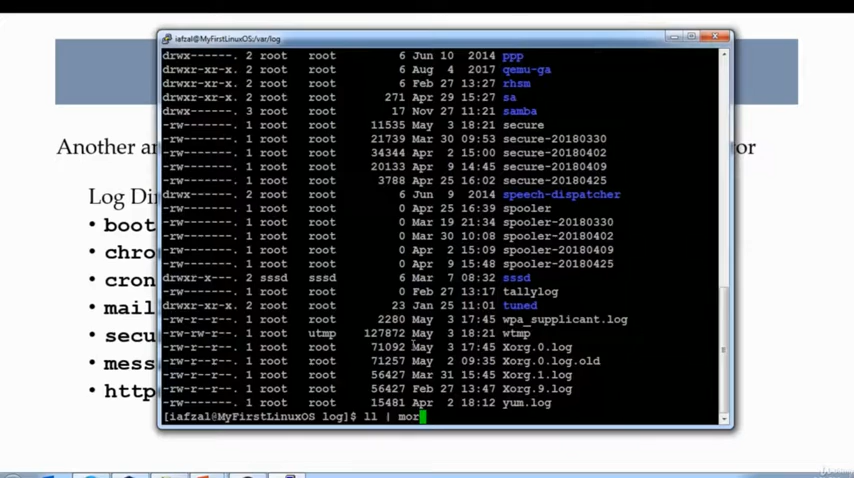 iafzal@MyFirstLinuxOS:/var/log
drwx------. 2 root root 6 Jun 10 2014 ppp
drwxr-xr-x. 2 root root 6 Aug 4 2017 qemu-ga
drwxr-xr-x. 2 root root 6 Feb 27 13:27 rhsm
drwxr-xr-x. 2 root root 271 Apr 29 15:27 sa
drwx------. 3 root root 17 Nov 27 11:21 samba
-rw-------. 1 root root 11535 May 3 18:21 secure
-rw-------. 1 root root 21739 Mar 30 09:53 secure-20180330
-rw-------. 1 root root 34344 Apr 2 15:00 secure-20180402
-rw-------. 1 root root 20133 Apr 9 14:45 secure-20180409
-rw-------. 1 root root 3788 Apr 25 16:02 secure-20180425
drwx------. 2 root root 6 Jun 9 2014 speech-dispatcher
-rw-------. 1 root root 0 Apr 25 16:39 spooler
-rw-------. 1 root root 0 Mar 19 21:34 spooler-20180330
-rw-------. 1 root root 0 Mar 30 10:08 spooler-20180402
-rw-------. 1 root root 0 Apr 2 15:09 spooler-20180409
-rw-------. 1 root root 0 Apr 9 15:48 spooler-20180425
drwxr-x---. 2 sssd sssd 6 Mar 7 08:32 sssd
-rw-------. 1 root root 0 Feb 27 13:17 tallylog
drwxr-xr-x. 2 root root 23 Jan 25 11:01 tuned
-rw-r--r--. 1 root root 2280 May 3 17:45 wpa_supplicant.log
-rw-rw-r--. 1 root utmp 127872 May 3 18:21 wtmp
-rw-r--r--. 1 root root 71092 May 3 17:45 Xorg.0.log
-rw-r--r--. 1 root root 71257 May 2 09:35 Xorg.0.log.old
-rw-r--r--. 1 root root 56427 Mar 31 15:45 Xorg.1.log
-rw-r--r--. 1 root root 56427 Feb 27 13:47 Xorg.9.log
-rw-r--r--. 1 root root 15481 Apr 2 18:12 yum.log
[iafzal@MyFirstLinuxOS log]$ ll | mor
Another
Log
• boot
• chro
• cron
• mail
• secu
• mess
• http